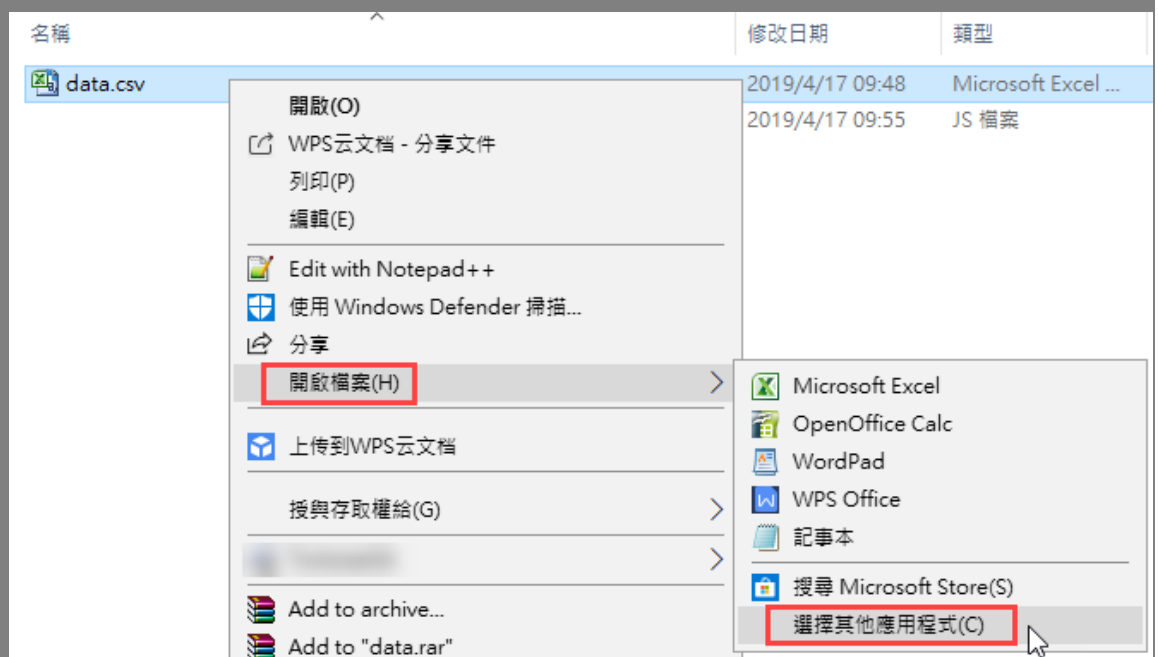 名稱
修改日期
類型
data.csv
2019/4/17 09:48
Microsoft Excel ...
2019/4/17 09:55
JS 檔案
開啟(O)
WPS云文档 - 分享文件
列印(P)
編輯(E)
Edit with Notepad++
使用 Windows Defender 掃描...
分享
開啟檔案(H)
上传到WPS云文档
授與存取權給(G)
Add to archive...
Add to "data.rar"
Microsoft Excel
OpenOffice Calc
WordPad
WPS Office
記事本
搜尋 Microsoft Store(S)
選擇其他應用程式(C)